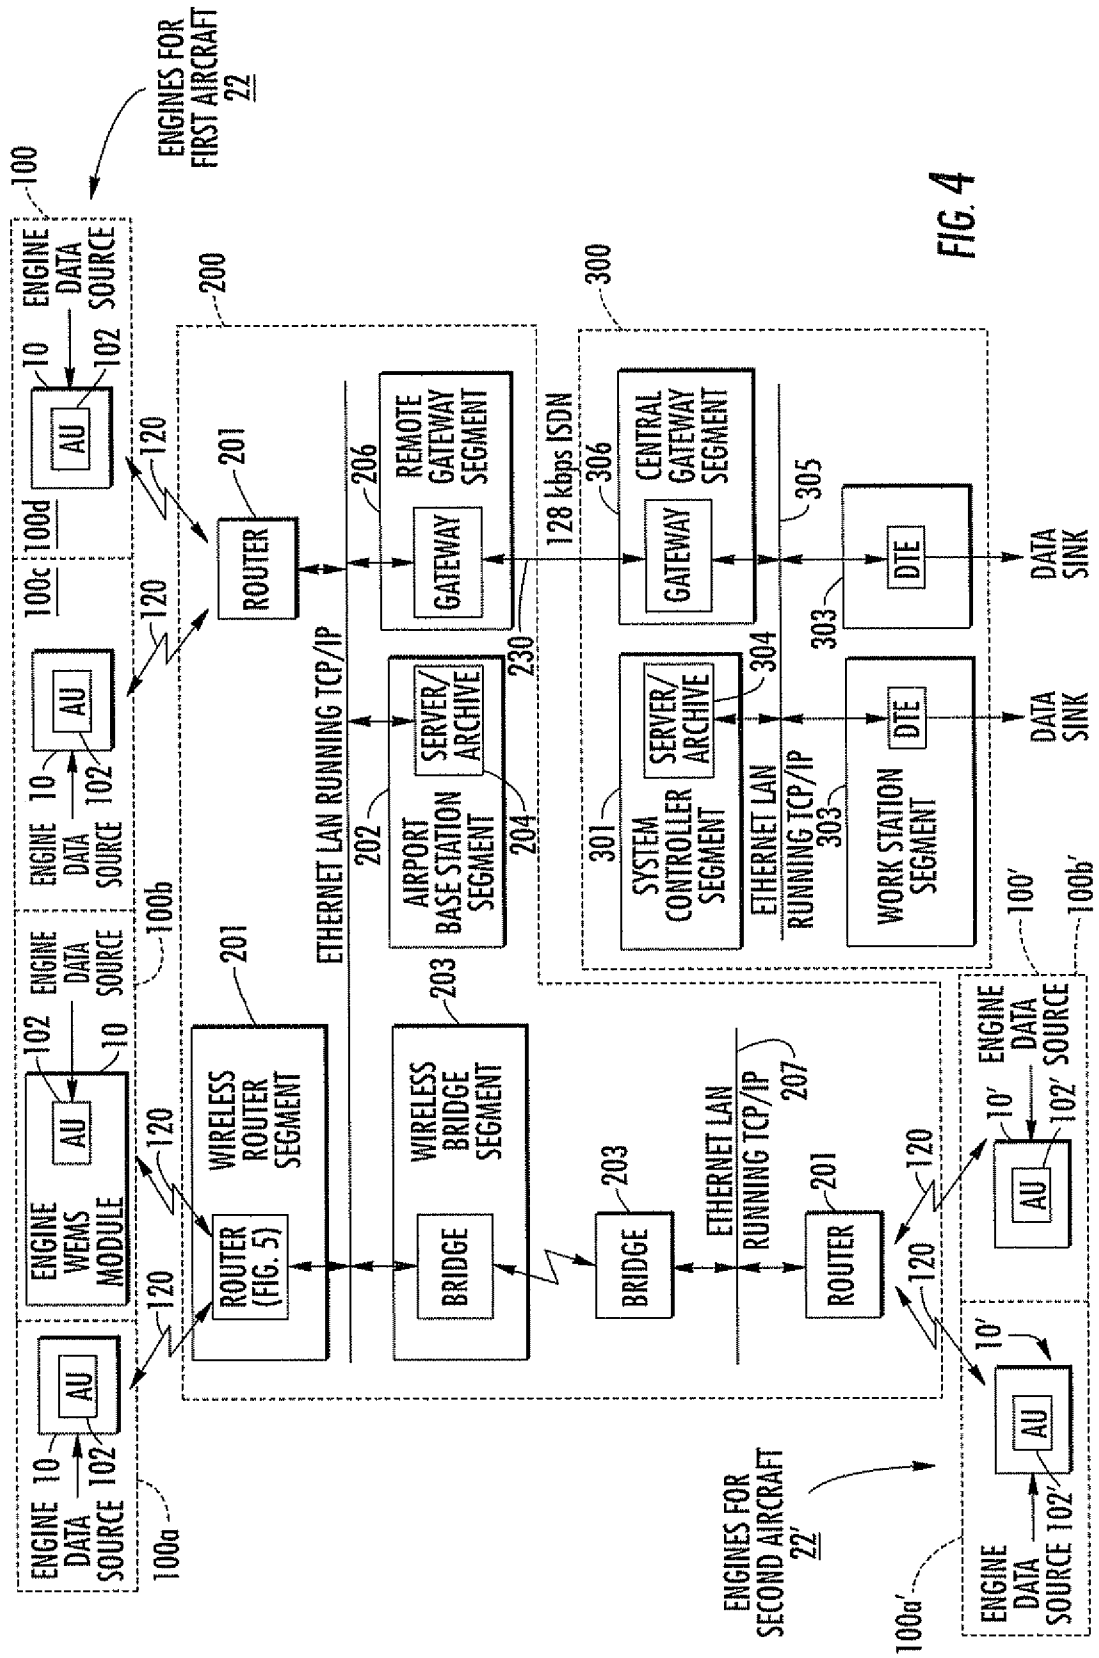 ENGINES FOR
FIRST AIRCRAFT
22
100
ENGINE
DATA
SOURCE
10
102
AU
100d
120
100c
120
AU
10
102
ENGINE
DATA
SOURCE
100b
ENGINE
DATA
SOURCE
102
10
AU
ENGINE
WEMS
MODULE
120
120
AU
10
102
ENGINE
DATA
SOURCE
100a
200
201
ROUTER
201
WIRELESS
ROUTER
SEGMENT
ROUTER
(FIG. 5)
ETHERNET LAN RUNNING TCP/IP
206
REMOTE
GATEWAY
SEGMENT
GATEWAY
202
SERVER/
ARCHIVE
AIRPORT
BASE STATION
SEGMENT
204
203
WIRELESS
BRIDGE
SEGMENT
BRIDGE
230
128 kbps ISDN
300
306
CENTRAL
GATEWAY
SEGMENT
GATEWAY
301
SERVER/
ARCHIVE
304
SYSTEM
CONTROLLER
SEGMENT
305
ETHERNET LAN
RUNNING TCP/IP
303
DTE
303
DTE
WORK STATION
SEGMENT
DATA
SINK
DATA
SINK
203
BRIDGE
ETHERNET LAN
RUNNING TCP/IP
207
201
ROUTER
120
120
100'
100b'
ENGINE
DATA
SOURCE
10'
102'
AU
10'
AU
102'
ENGINE
DATA
SOURCE
100a'
ENGINES FOR
SECOND AIRCRAFT
22'
FIG. 4